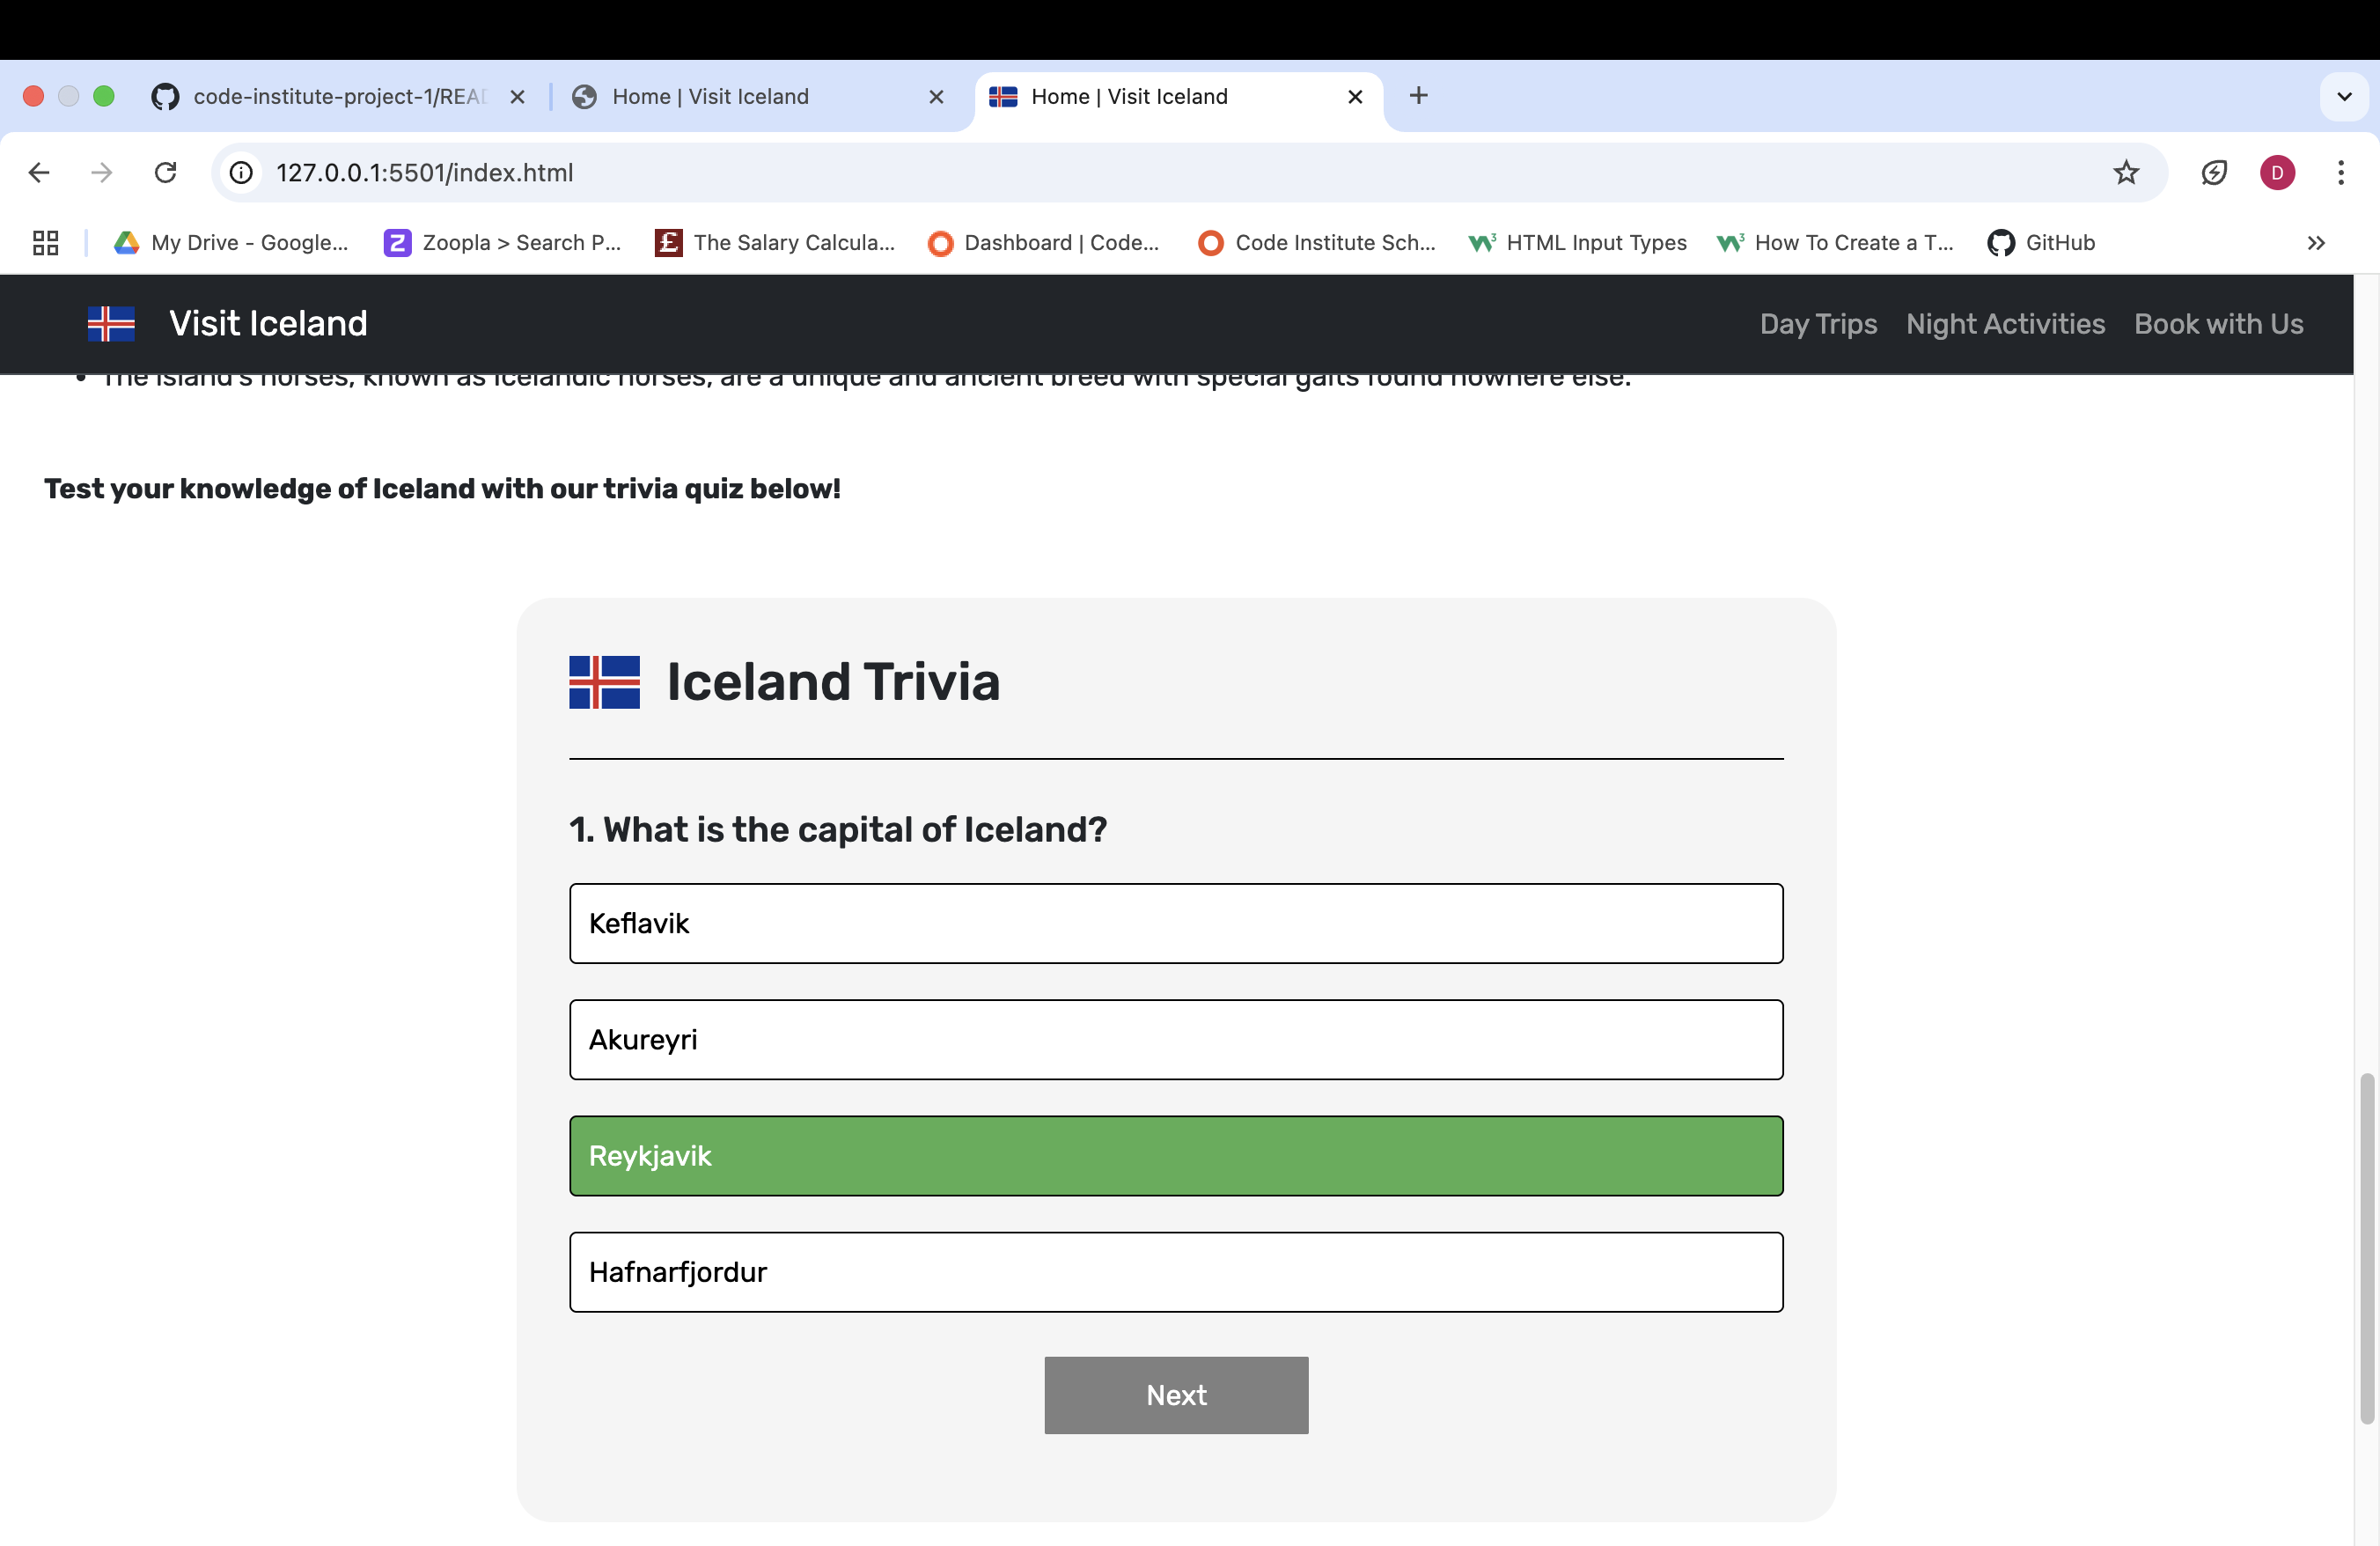 code-institute-project-1/REA
Home | Visit Iceland
Home | Visit Iceland
127.0.0.1:5501/index.html
D
My Drive - Google...
Zoopla > Search P...
The Salary Calcula...
Dashboard | Code...
Code Institute Sch...
HTML Input Types
How To Create a T...
GitHub
Visit Iceland
Day Trips
Night Activities
Book with Us
The island's horses, known as Icelandic horses, are a unique and ancient breed with special gaits found nowhere else.
Test your knowledge of Iceland with our trivia quiz below!
Iceland Trivia
1. What is the capital of Iceland?
Keflavik
Akureyri
Reykjavik
Hafnarfjordur
Next